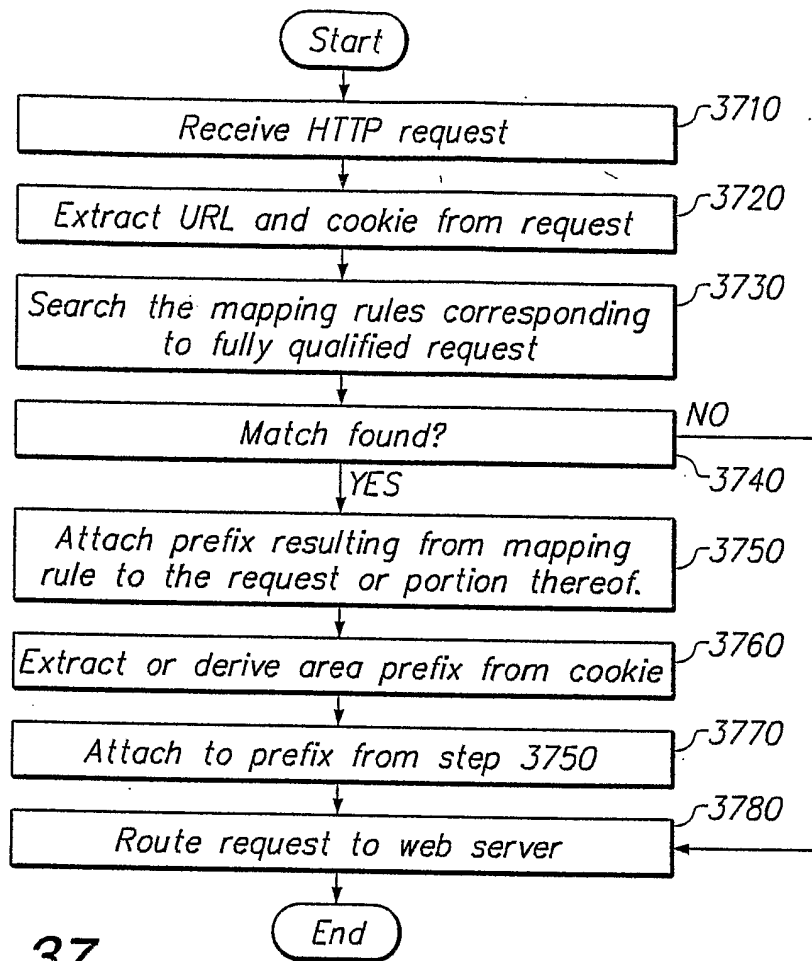 Start
Receive HTTP request
3710
Extract URL and cookie from request
3720
Search the mapping rules corresponding
to fully qualified request
3730
Match found?
NO
3740
YES
Attach prefix resulting from mapping
rule to the request or portion thereof.
3750
Extract or derive area prefix from cookie
3760
Attach to prefix from step 3750
3770
Route request to web server
3780
End
37